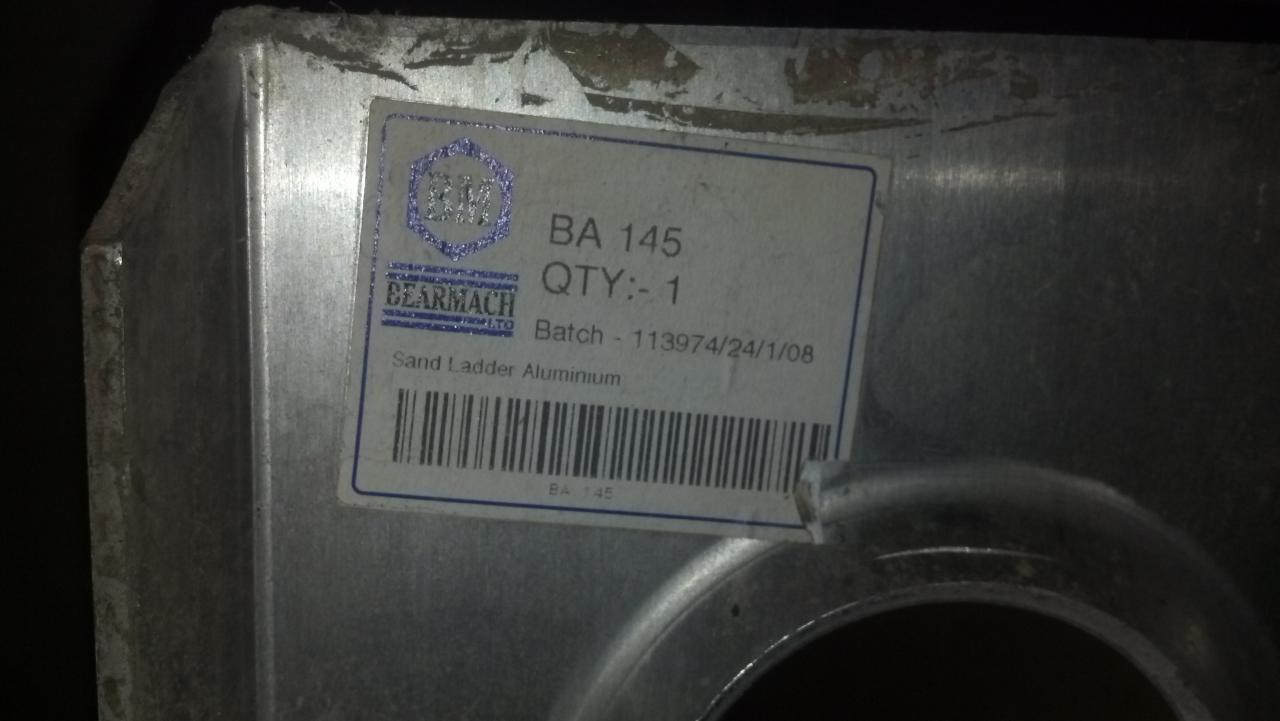 BM
BEARMACH
LTD
BA 145
QTY:- 1
Batch - 113974/24/1/08
Sand Ladder Aluminium
BA 145